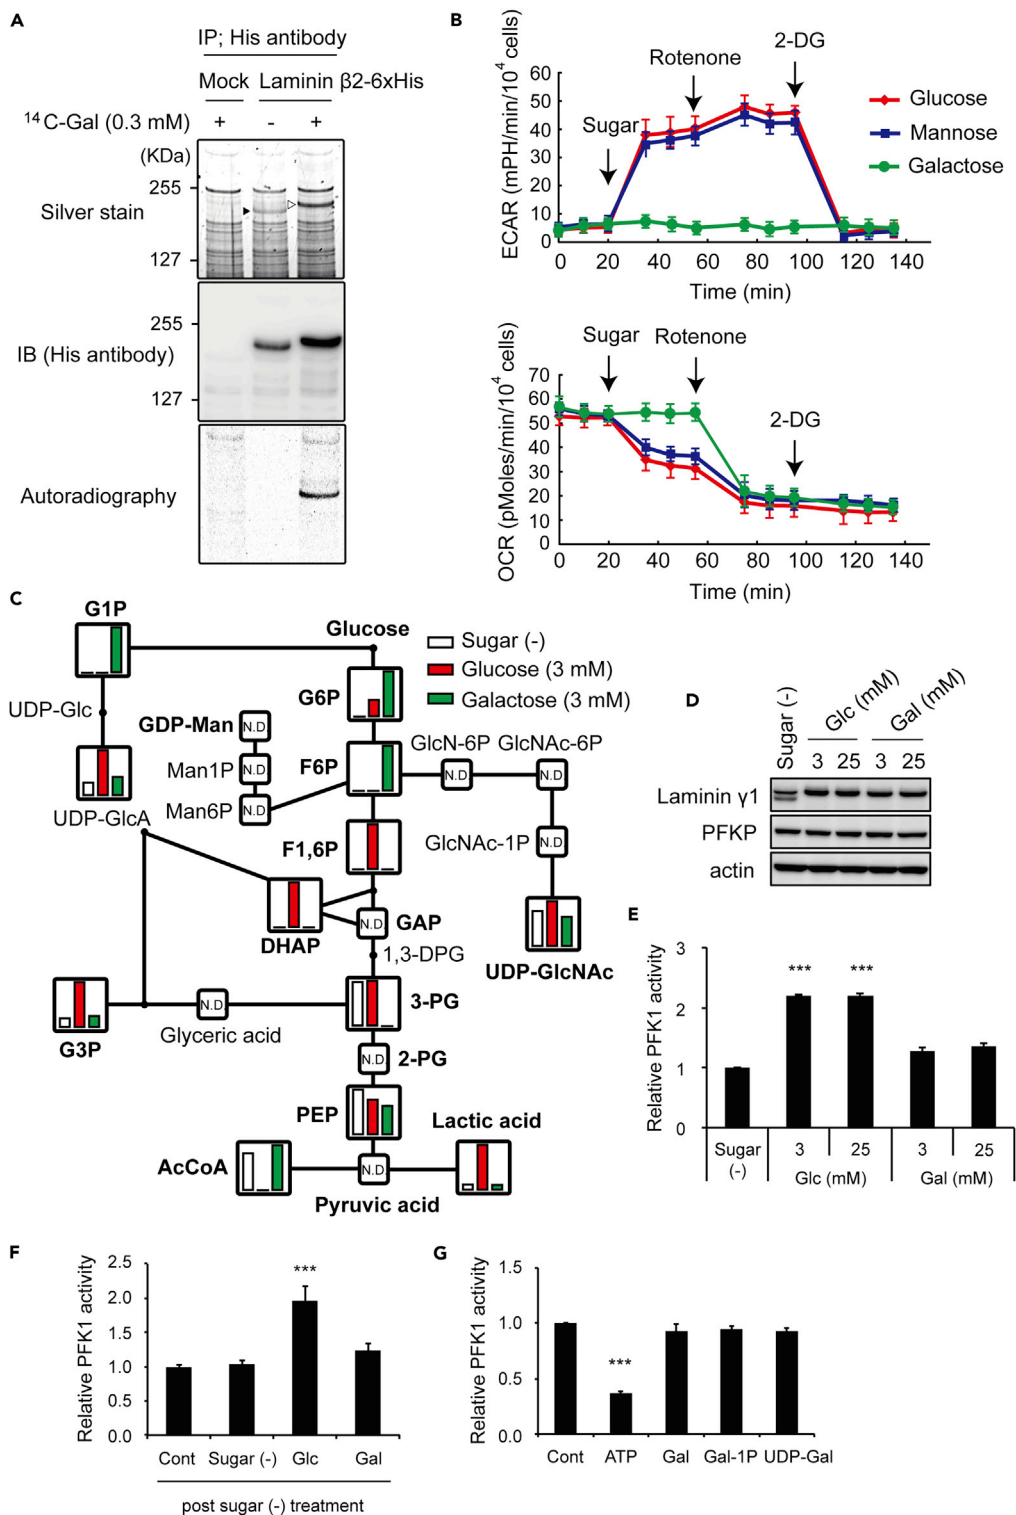 A
IP; His antibody
Mock Laminin β2-6xHis
14C-Gal (0.3 mM) + - +
(KDa)
255
Silver stain
127
255
IB (His antibody)
127
Autoradiography
B
2-DG
Rotenone
Sugar
Glucose
Mannose
Galactose
ECAR (mPH/min/10^4 cells)
60
50
40
30
20
10
0
0 20 40 60 80 100 120 140
Time (min)
Sugar Rotenone
2-DG
OCR (pMoles/min/10^4 cells)
70
60
50
40
30
20
10
0
0 20 40 60 80 100 120 140
Time (min)
C
G1P
Glucose
Sugar (-)
Glucose (3 mM)
Galactose (3 mM)
G6P
UDP-Glc
GDP-Man N.D.
GlcN-6P GlcNAc-6P
Man1P N.D.
F6P
N.D. N.D.
UDP-GlcA
Man6P N.D.
F1,6P
GlcNAc-1P N.D.
DHAP
N.D. GAP
1,3-DPG
UDP-GlcNAc
3-PG
N.D.
Glyceric acid
G3P
N.D. 2-PG
PEP
Lactic acid
AcCoA
N.D.
Pyruvic acid
D
Sugar (-)
Glc (mM)
Gal (mM)
3 25 3 25
Laminin γ1
PFKP
actin
E
Relative PFK1 activity
3
2
1
0
*** ***
Sugar (-)
3 25 3 25
Glc (mM) Gal (mM)
F
Relative PFK1 activity
2.5
2.0
1.5
1.0
0.5
0.0
***
Cont Sugar (-) Glc Gal
post sugar (-) treatment
G
Relative PFK1 activity
1.5
1.0
0.5
0.0
***
Cont ATP Gal Gal-1P UDP-Gal